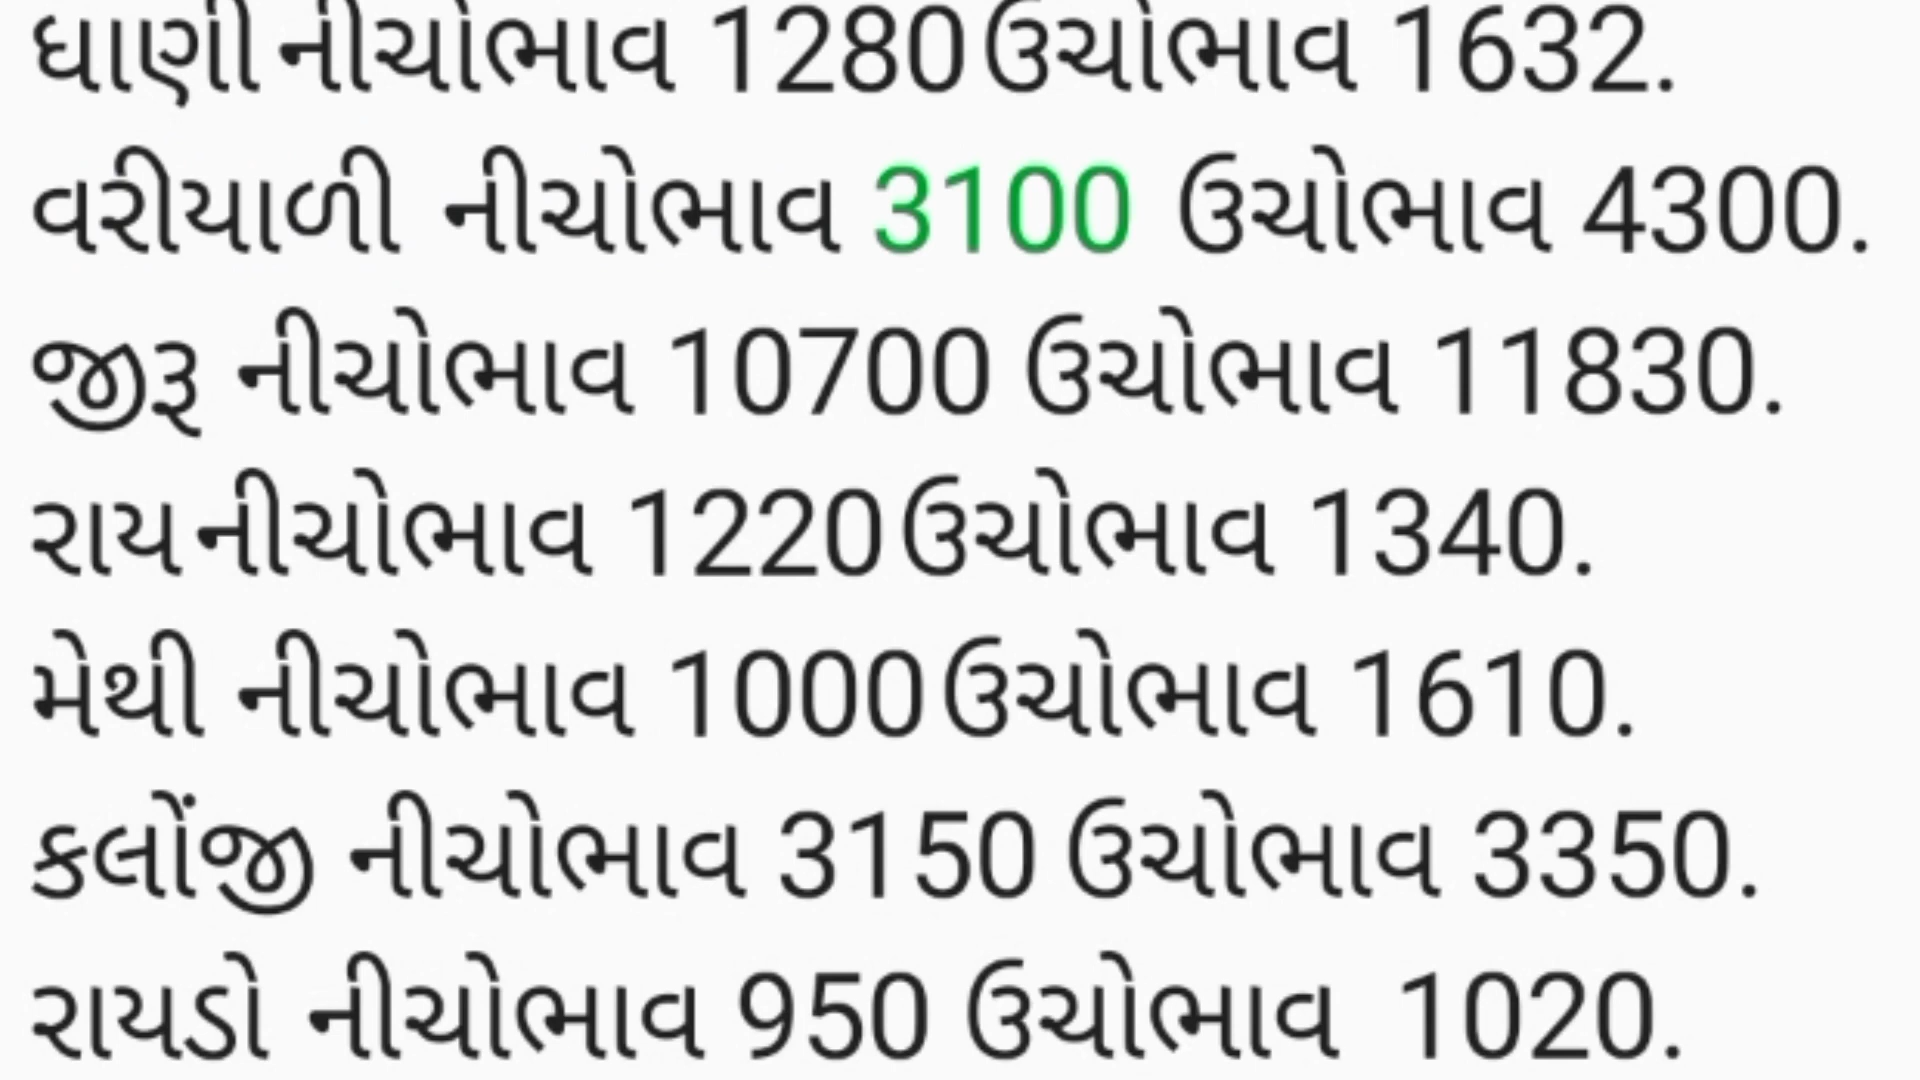 ધાણી નીચોભાવ 1280 ઉચોભાવ 1632.
વરીયાળી નીચોભાવ 3100 ઉચોભાવ 4300.
જીરૂ નીચોભાવ 10700 ઉચોભાવ 11830.
રાય નીચોભાવ 1220 ઉચોભાવ 1340.
મેથી નીચોભાવ 1000 ઉચોભાવ 1610.
કલોંજી નીચોભાવ 3150 ઉચોભાવ 3350.
રાયડો નીચોભાવ 950 ઉચોભાવ 1020.